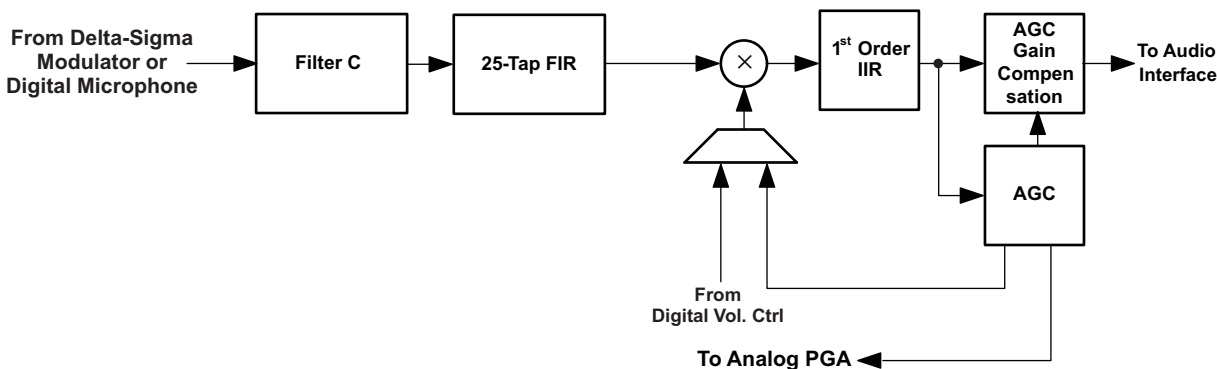 From Delta-Sigma
Modulator or
Digital Microphone
Filter C
25-Tap FIR
×
1st Order
IIR
AGC
Gain
Compen
sation
To Audio
Interface
AGC
From
Digital Vol. Ctrl
To Analog PGA